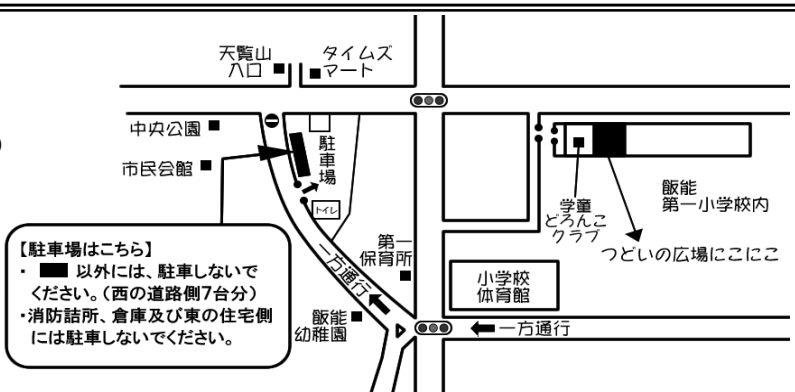 天覧山
入口
タイムズ
マート
中央公園
市民会館
駐車場
トイレ
学童
どろんこ
クラブ
飯能
第一小学校内
つどいの広場にこにこ
第一
保育所
一方通行
小学校
体育館
飯能
幼稚園
一方通行
【駐車場はこちら】
・　　以外には、駐車しないで
ください。（西の道路側7台分）
・消防詰所、倉庫及び東の住宅側
には駐車しないでください。